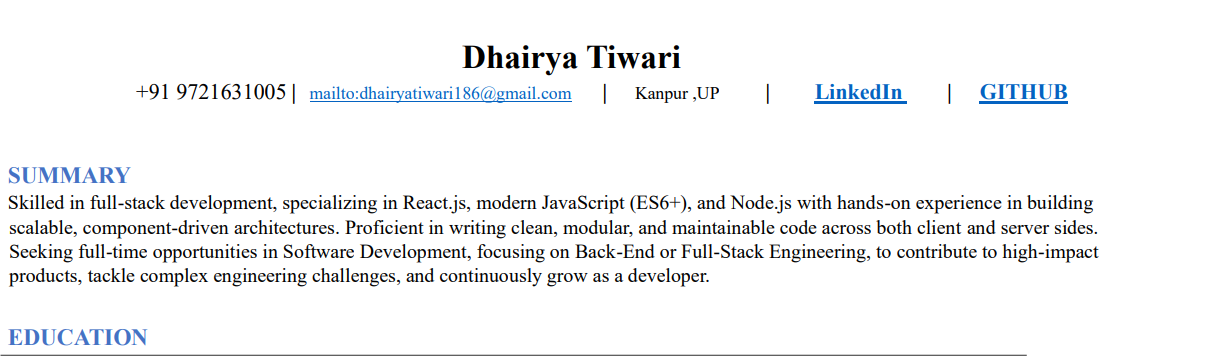 Dhairya Tiwari
+91 9721631005 | mailto:dhairyatiwari186@gmail.com | Kanpur ,UP | LinkedIn | GITHUB
SUMMARY
Skilled in full-stack development, specializing in React.js, modern JavaScript (ES6+), and Node.js with hands-on experience in building
scalable, component-driven architectures. Proficient in writing clean, modular, and maintainable code across both client and server sides.
Seeking full-time opportunities in Software Development, focusing on Back-End or Full-Stack Engineering, to contribute to high-impact
products, tackle complex engineering challenges, and continuously grow as a developer.
EDUCATION